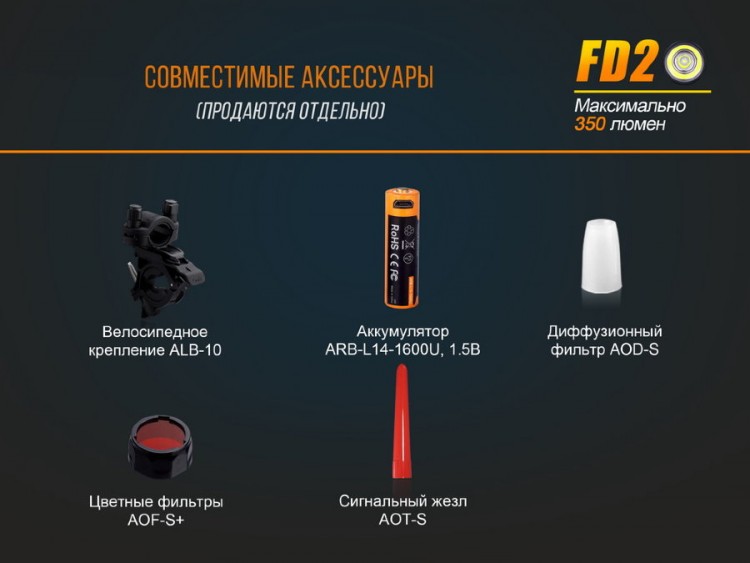 СОВМЕСТИМЫЕ АКСЕССУАРЫ
(ПРОДАЮТСЯ ОТДЕЛЬНО)
FD2
Максимально
350 люмен
RoHS CE FC
Велосипедное
крепление ALB-10
Аккумулятор
ARB-L14-1600U, 1.5В
Диффузионный
фильтр AOD-S
Цветные фильтры
AOF-S+
Сигнальный жезл
AOT-S